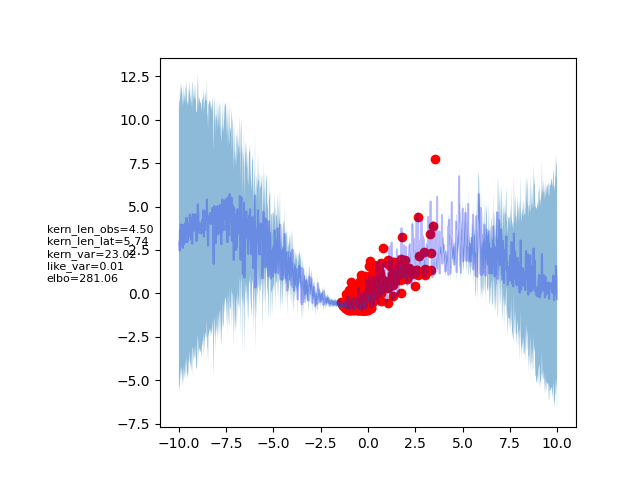 12.5
10.0
7.5
5.0
kern_len_obs=4.50
kern_len_lat=5.74
2.5
kern_var=23.02
like_var=0.01
elbo=281.06
0.0
−2.5
−5.0
−7.5
−10.0 −7.5 −5.0 −2.5 0.0 2.5 5.0 7.5 10.0